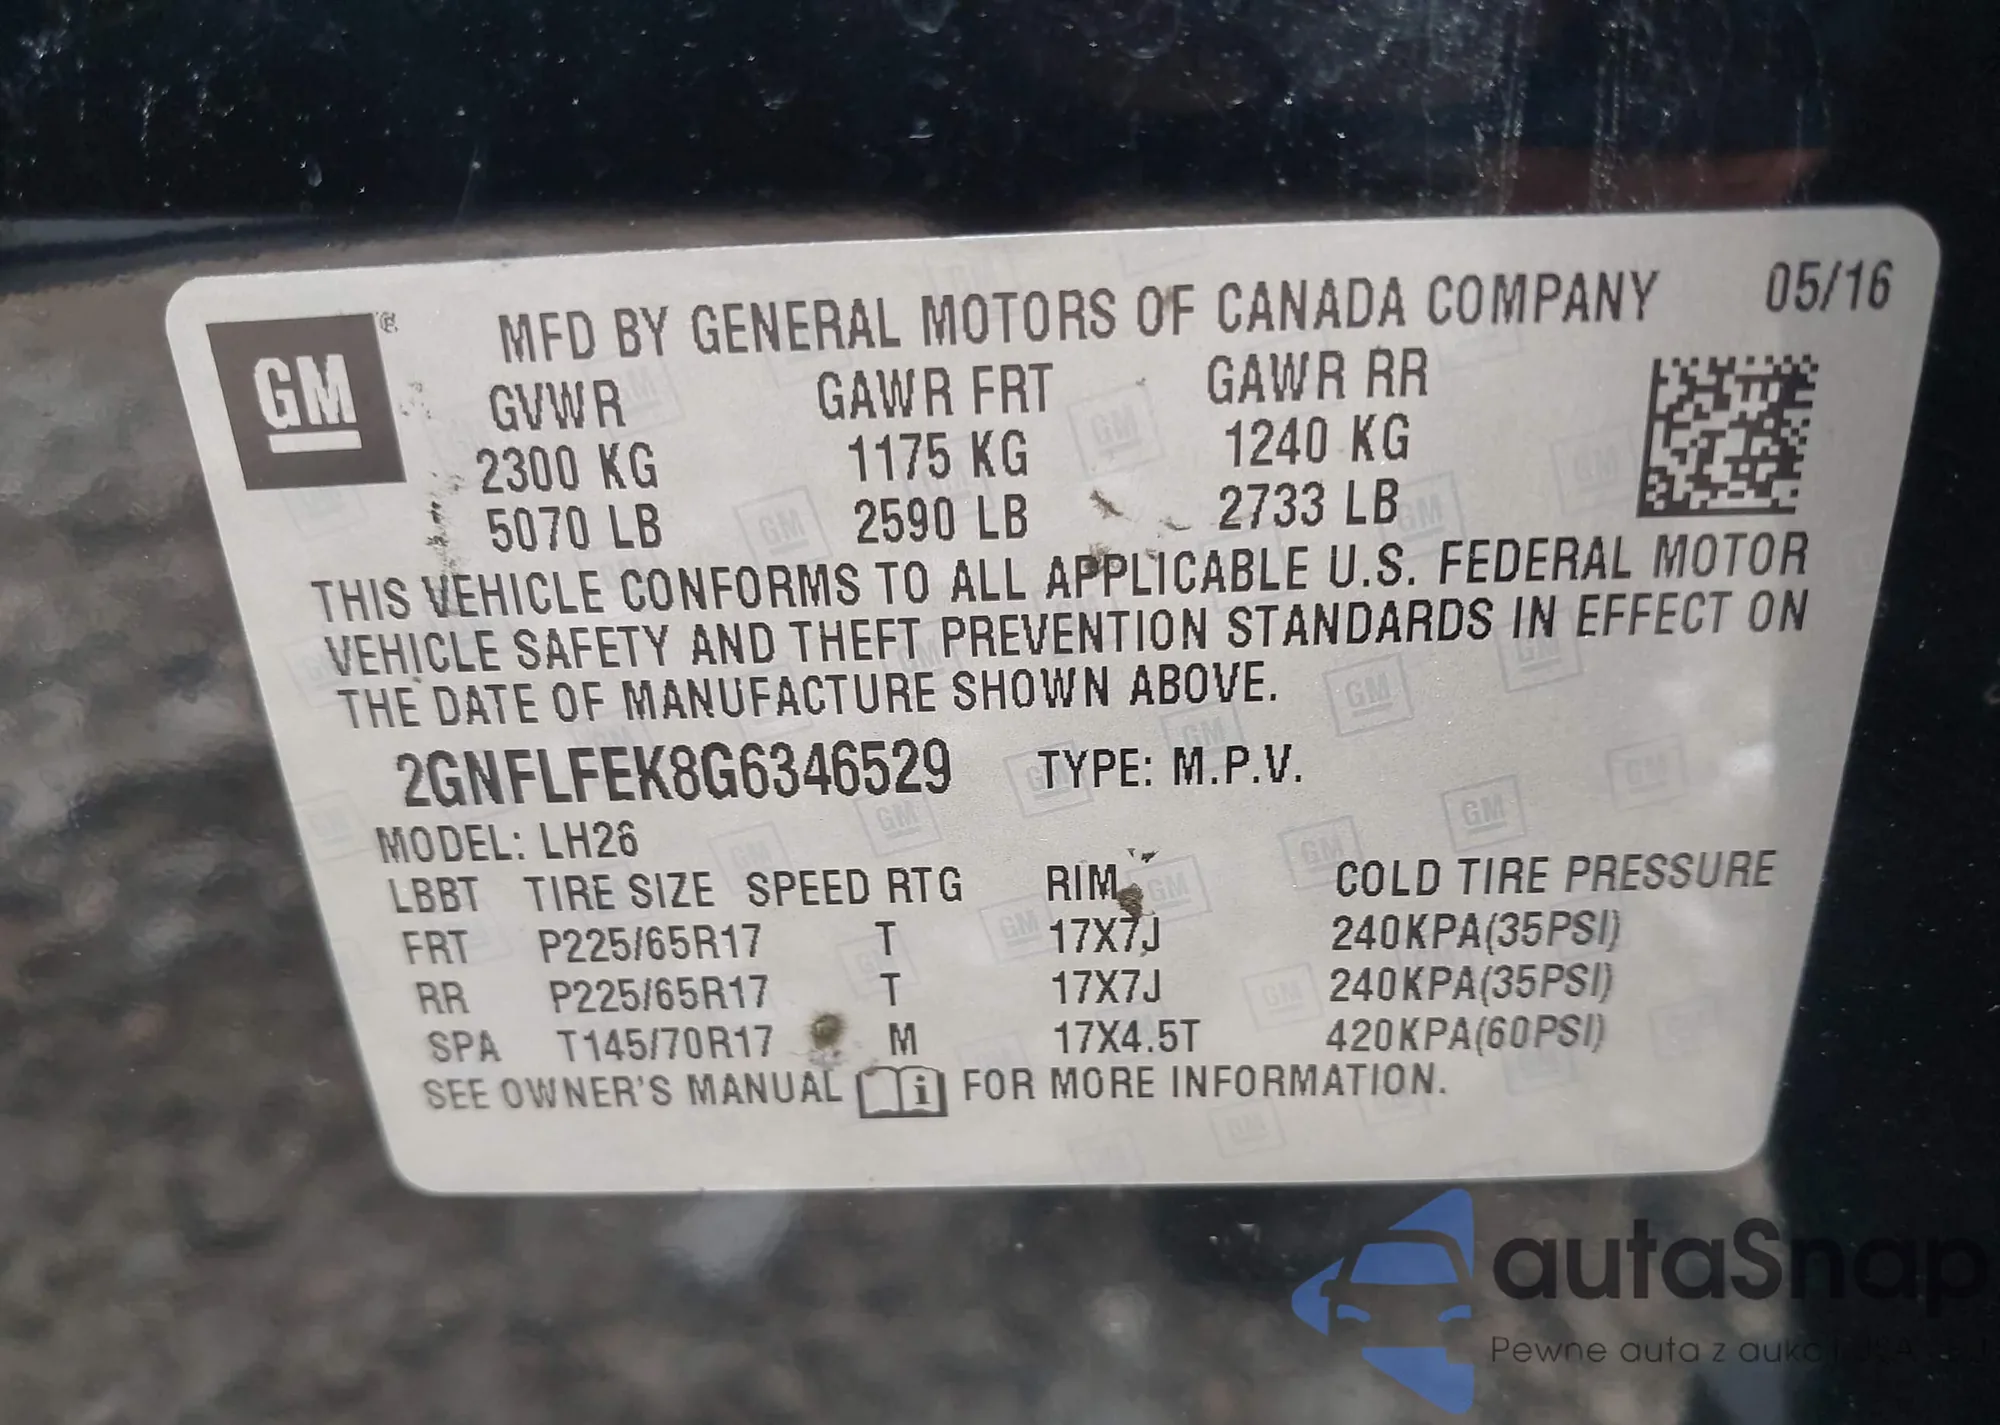 GM ® MFD BY GENERAL MOTORS OF CANADA COMPANY 05/16
GVWR GAWR FRT GAWR RR
2300 KG 1175 KG 1240 KG
5070 LB 2590 LB 2733 LB
THIS VEHICLE CONFORMS TO ALL APPLICABLE U.S. FEDERAL MOTOR
VEHICLE SAFETY AND THEFT PREVENTION STANDARDS IN EFFECT ON
THE DATE OF MANUFACTURE SHOWN ABOVE.
2GNFLFEK8G6346529 TYPE: M.P.V.
MODEL: LH26
LBBT TIRE SIZE SPEED RTG RIM COLD TIRE PRESSURE
FRT P225/65R17 T 17X7J 240KPA(35PSI)
RR P225/65R17 T 17X7J 240KPA(35PSI)
SPA T145/70R17 M 17X4.5T 420KPA(60PSI)
SEE OWNER'S MANUAL i FOR MORE INFORMATION.
autaSnap
Pewne auta z